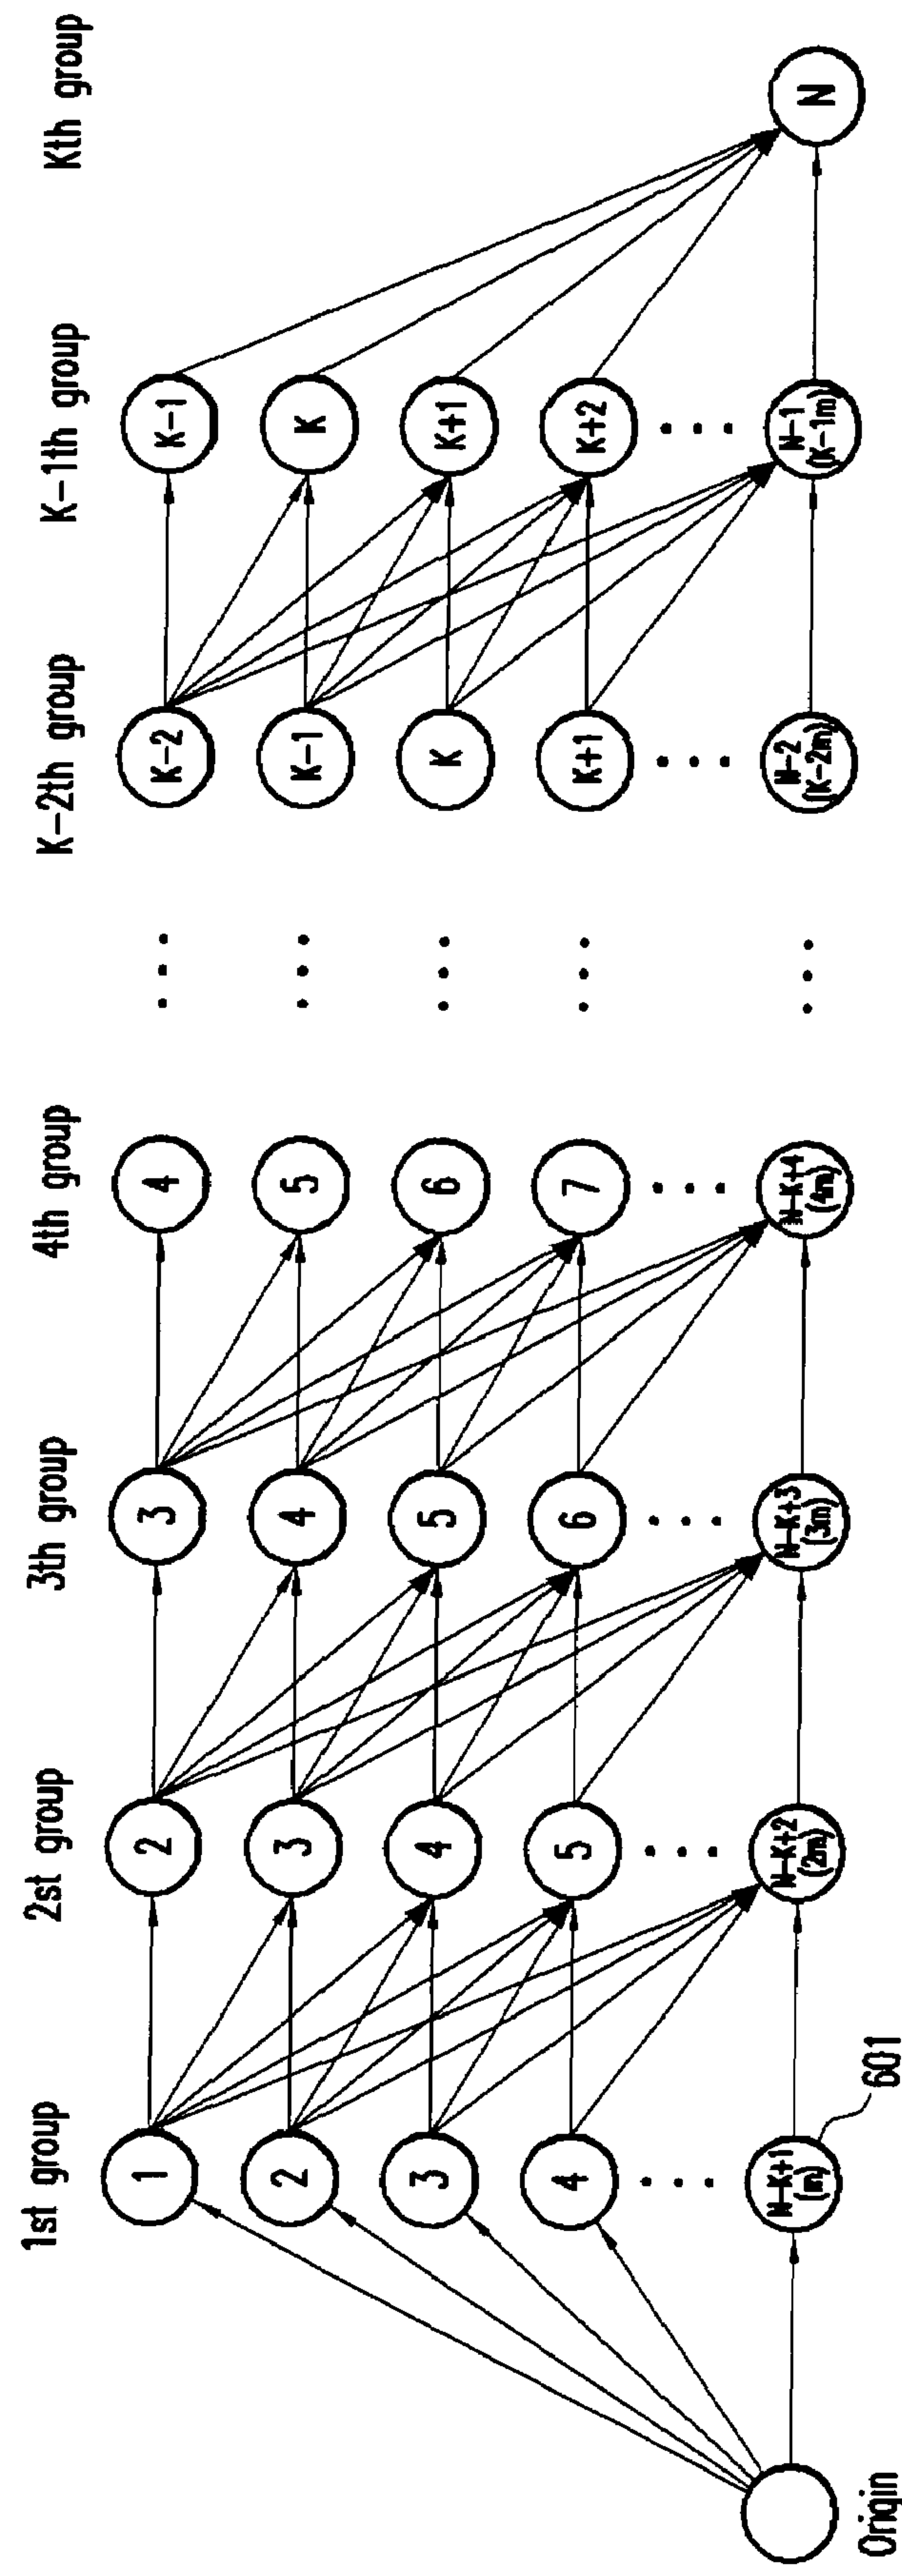 1st group
2st group
3th group
4th group
K-2th group
K-1th group
Kth group
1
2
3
4
K-2
K-1
2
3
4
5
K-1
K
3
4
5
6
K
K+1
4
5
6
7
K+1
K+2
N-K+1
(m)
N-K+2
(2m)
N-K+3
(3m)
N-K+4
(4m)
N-2
(K-2m)
N-1
(K-1m)
N
601
Origin